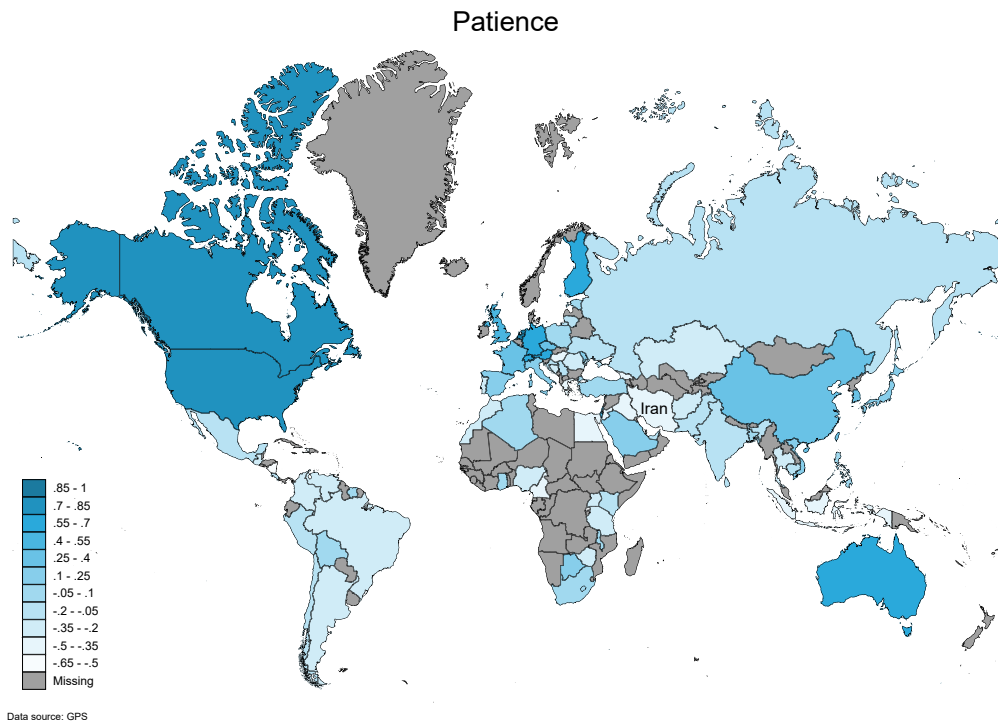 Patience
Iran
.85 - 1
.7 - .85
.55 - .7
.4 - .55
.25 - .4
.1 - .25
-.05 - .1
-.2 - -.05
-.35 - -.2
-.5 - -.35
-.65 - -.5
Missing
Data source: GPS